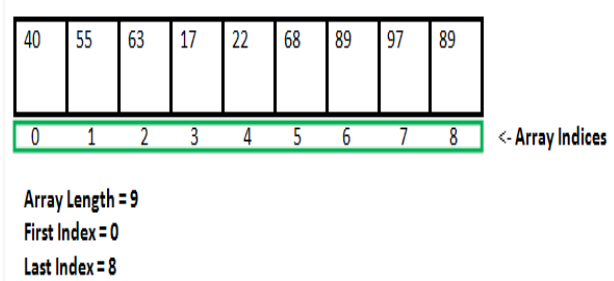 40 55 63 17 22 68 89 97 89
0 1 2 3 4 5 6 7 8 <- Array Indices
Array Length = 9
First Index = 0
Last Index = 8